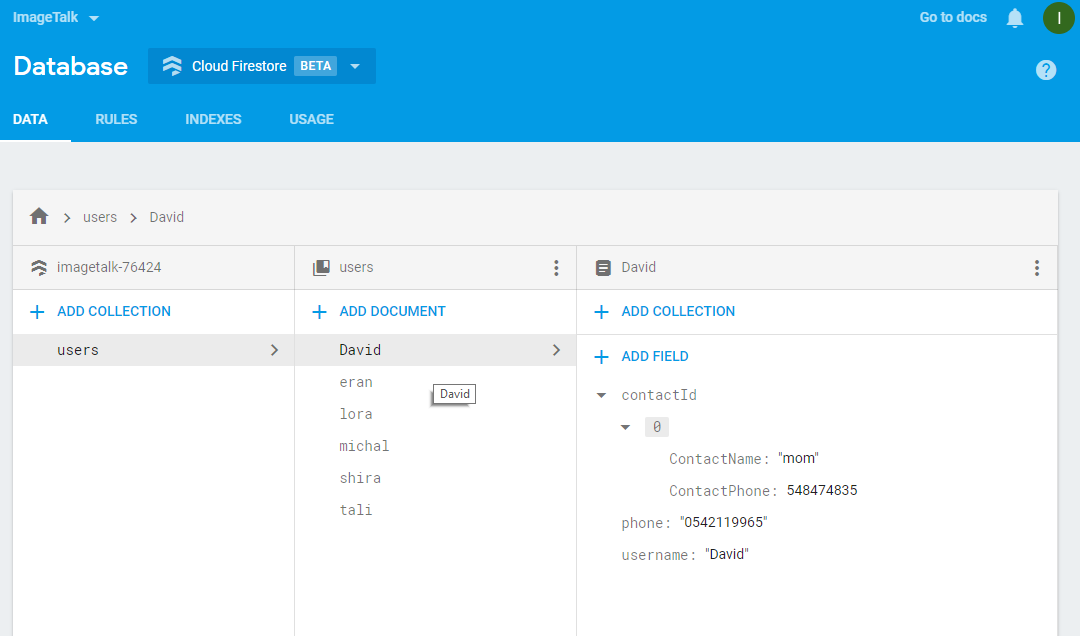 ImageTalk
Go to docs
I
Database
Cloud Firestore BETA
?
DATA RULES INDEXES USAGE
users David
imagetalk-76424
users
David
ADD COLLECTION
ADD DOCUMENT
ADD COLLECTION
users
David
eran
David
lora
michal
shira
tali
ADD FIELD
contactId
0
ContactName: "mom"
ContactPhone: 548474835
phone: "0542119965"
username: "David"